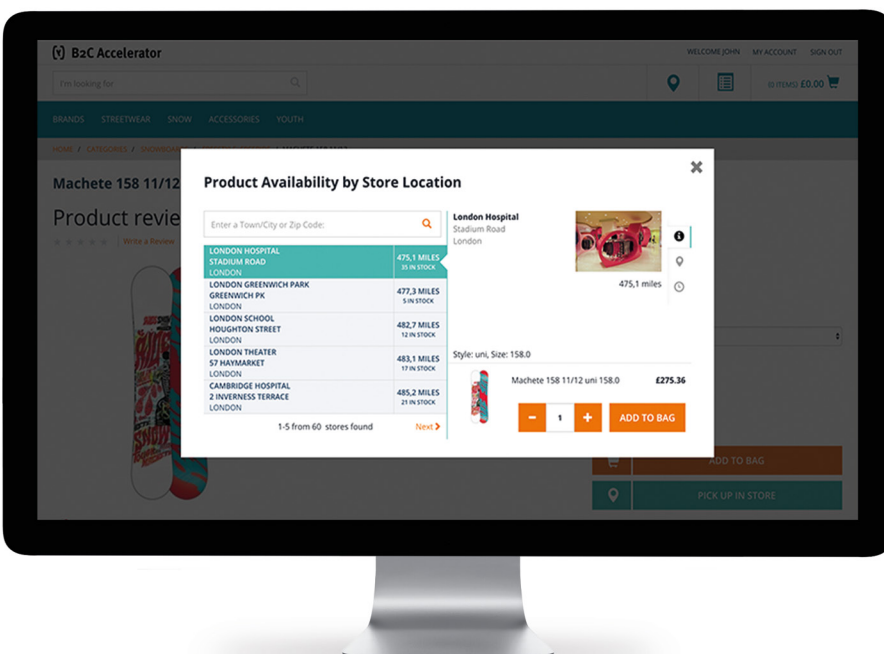 (y) B2C Accelerator
WELCOME JOHN MY ACCOUNT SIGN OUT
I'm looking for
(0 ITEMS) £0.00
BRANDS STREETWEAR SNOW ACCESSORIES YOUTH
HOME / CATEGORIES /
Machete 158 11/12
Product revie
Write a Review
Product Availability by Store Location
Enter a Town/City or Zip Code:
LONDON HOSPITAL
STADIUM ROAD
LONDON
475,1 MILES
35 IN STOCK
LONDON GREENWICH PARK
GREENWICH PK
LONDON
477,3 MILES
5 IN STOCK
LONDON SCHOOL
HOUGHTON STREET
LONDON
482,7 MILES
12 IN STOCK
LONDON THEATER
57 HAYMARKET
LONDON
483,1 MILES
17 IN STOCK
CAMBRIDGE HOSPITAL
2 INVERNESS TERRACE
LONDON
485,2 MILES
21 IN STOCK
1-5 from 60 stores found
Next
London Hospital
Stadium Road
London
475,1 miles
Style: uni, Size: 158.0
Machete 158 11/12 uni 158.0 £275.36
- 1 + ADD TO BAG
RIDE
SNOW
ADD TO BAG
PICK UP IN STORE